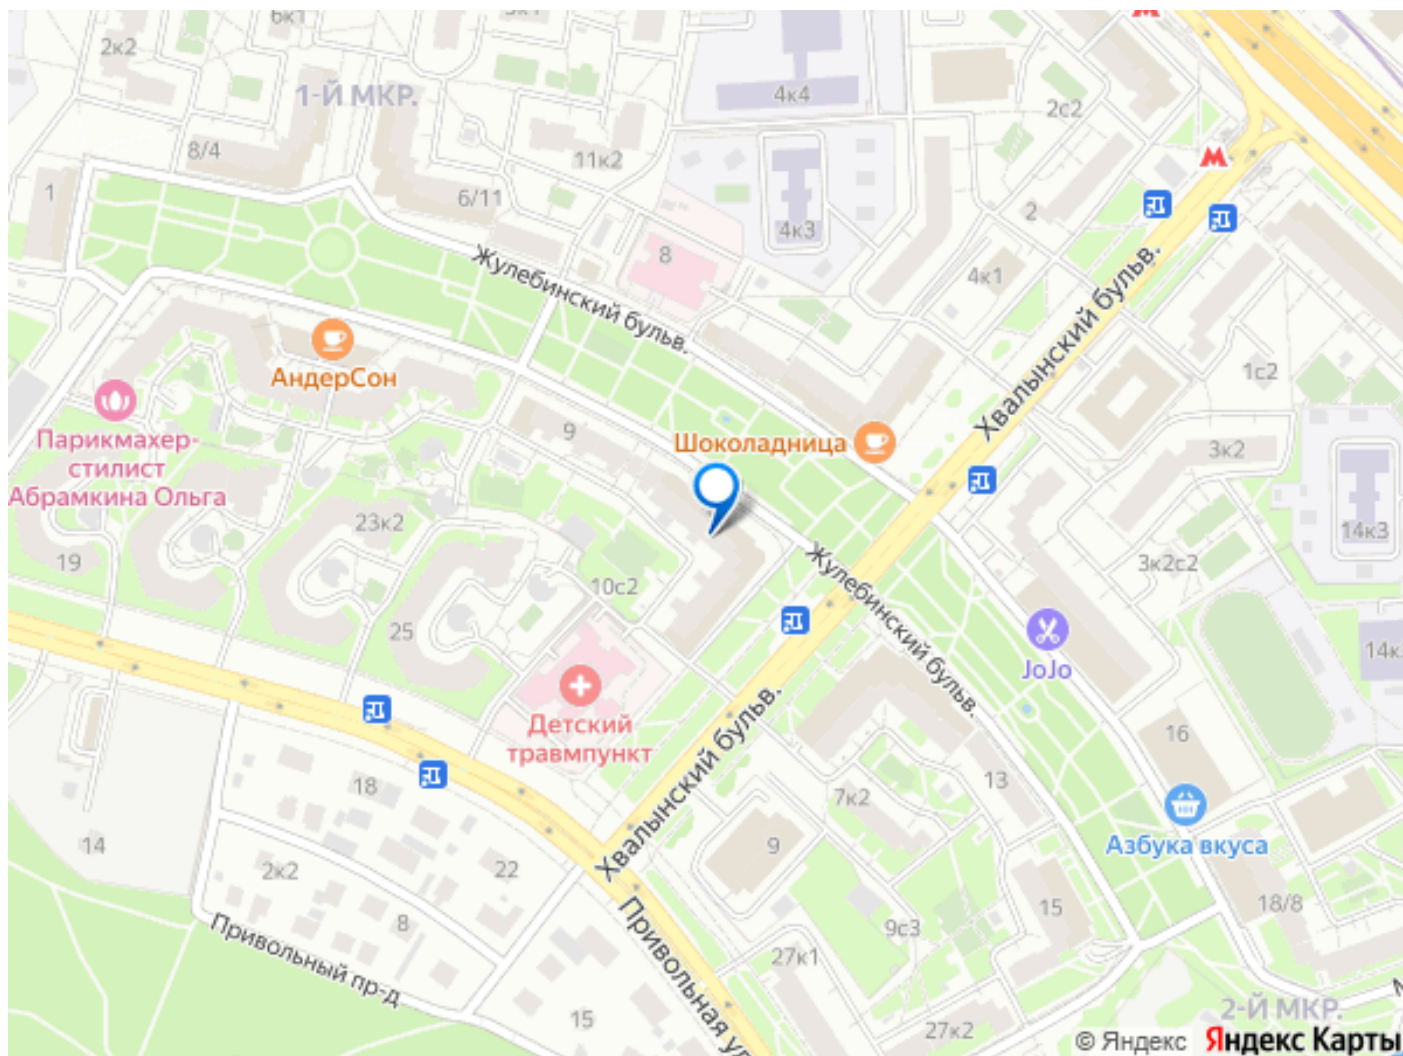 6к1
2к2
1-Й МКР.
4к4
2с2
8/4
11к2
1
6/11
4к3
2
8
4к1
Жулебинский бульв.
Хвалынский бульв.
АндерСон
1с2
Парикмахер-
стилист
Абрамкина Ольга
9
Шоколадница
3к2
23к2
14к3
19
10с2
3к2с2
Жулебинский бульв.
25
JoJo
14к
Детский
травмпункт
Хвалынский бульв.
16
18
13
7к2
14
9
Азбука вкуса
2к2
22
18/8
8
15
9с3
Привольный пр-д
Привольная ул
27к1
15
27к2
2-Й МКР.
© Яндекс
Яндекс Карты